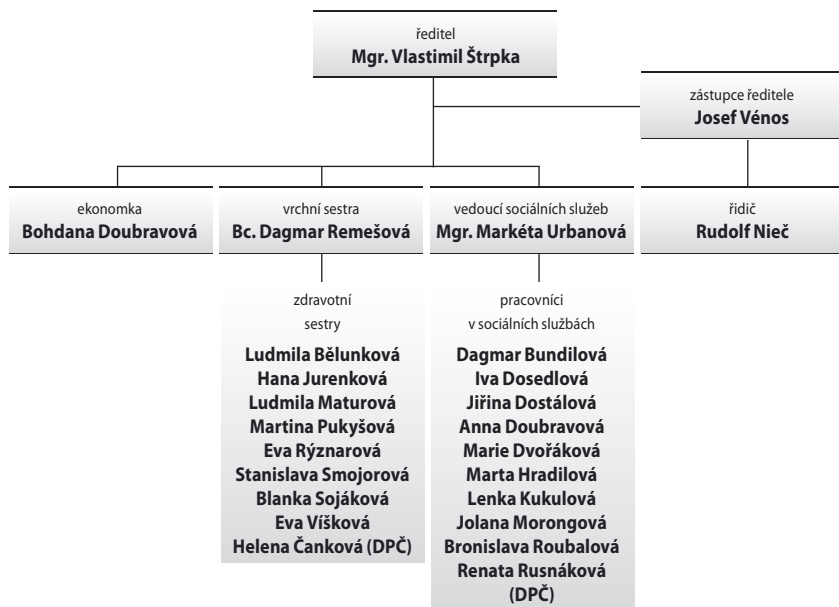 ředitel
Mgr. Vlastimil Štrpka
zástupce ředitele
Josef Vénos
ekonomka
Bohdana Doubravová
vrchní sestra
Bc. Dagmar Remešová
vedoucí sociálních služeb
Mgr. Markéta Urbanová
řidič
Rudolf Nieč
zdravotní
sestry
Ludmila Bělunková
Hana Jurenková
Ludmila Maturová
Martina Pukyšová
Eva Rýznarová
Stanislava Smojorová
Blanka Sojáková
Eva Víšková
Helena Čanková (DPČ)
pracovníci
v sociálních službách
Dagmar Bundilová
Iva Dosedlová
Jiřina Dostálová
Anna Doubravová
Marie Dvořáková
Marta Hradilová
Lenka Kukulová
Jolana Morongová
Bronislava Roubalová
Renata Rusnáková
(DPČ)